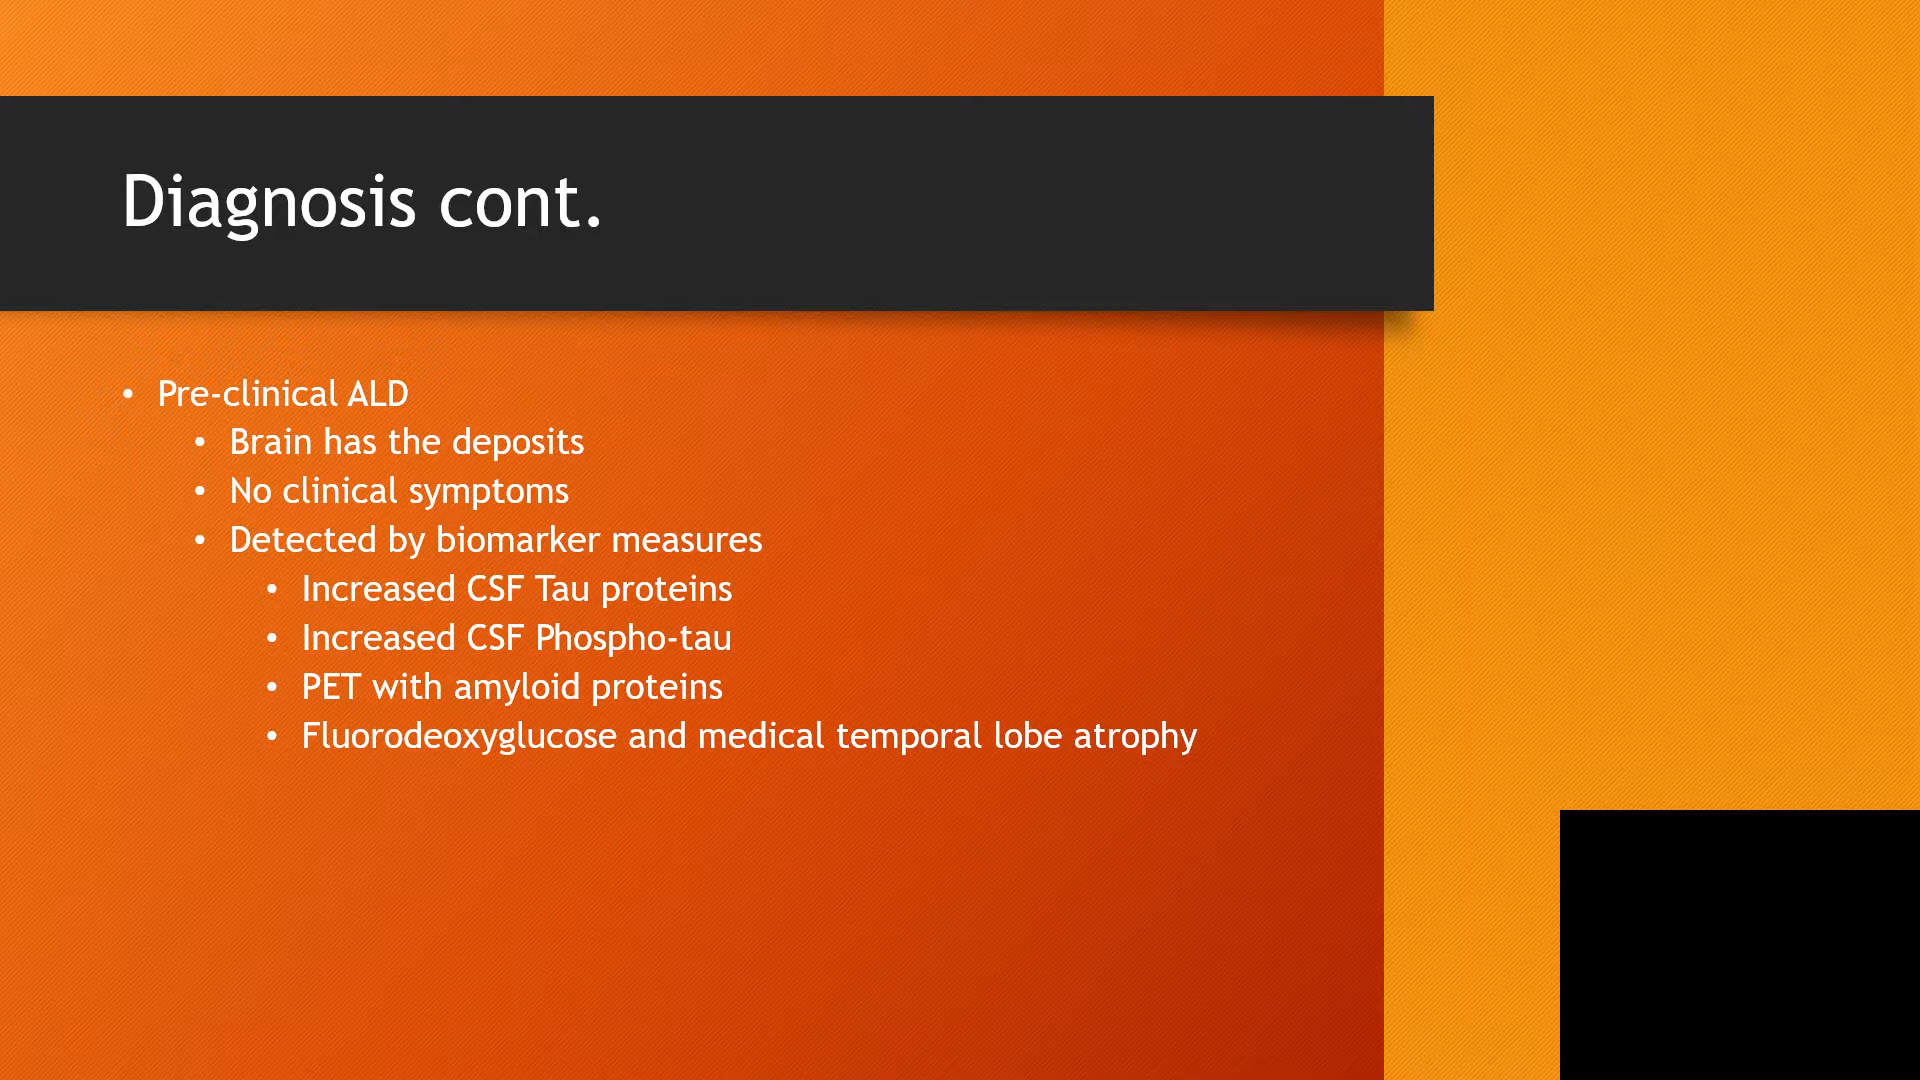 Diagnosis cont.
• Pre-clinical ALD
• Brain has the deposits
• No clinical symptoms
• Detected by biomarker measures
• Increased CSF Tau proteins
• Increased CSF Phospho-tau
• PET with amyloid proteins
• Fluorodeoxyglucose and medical temporal lobe atrophy